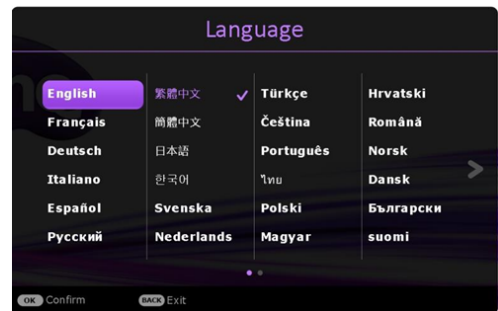 Language
English
Français
Deutsch
Italiano
Español
Русский
繁體中文
簡體中文
日本語
한국어
Svenska
Nederlands
Türkçe
Čeština
Português
ไทย
Polski
Magyar
Hrvatski
Română
Norsk
Dansk
Български
suomi
OK Confirm
BACK Exit